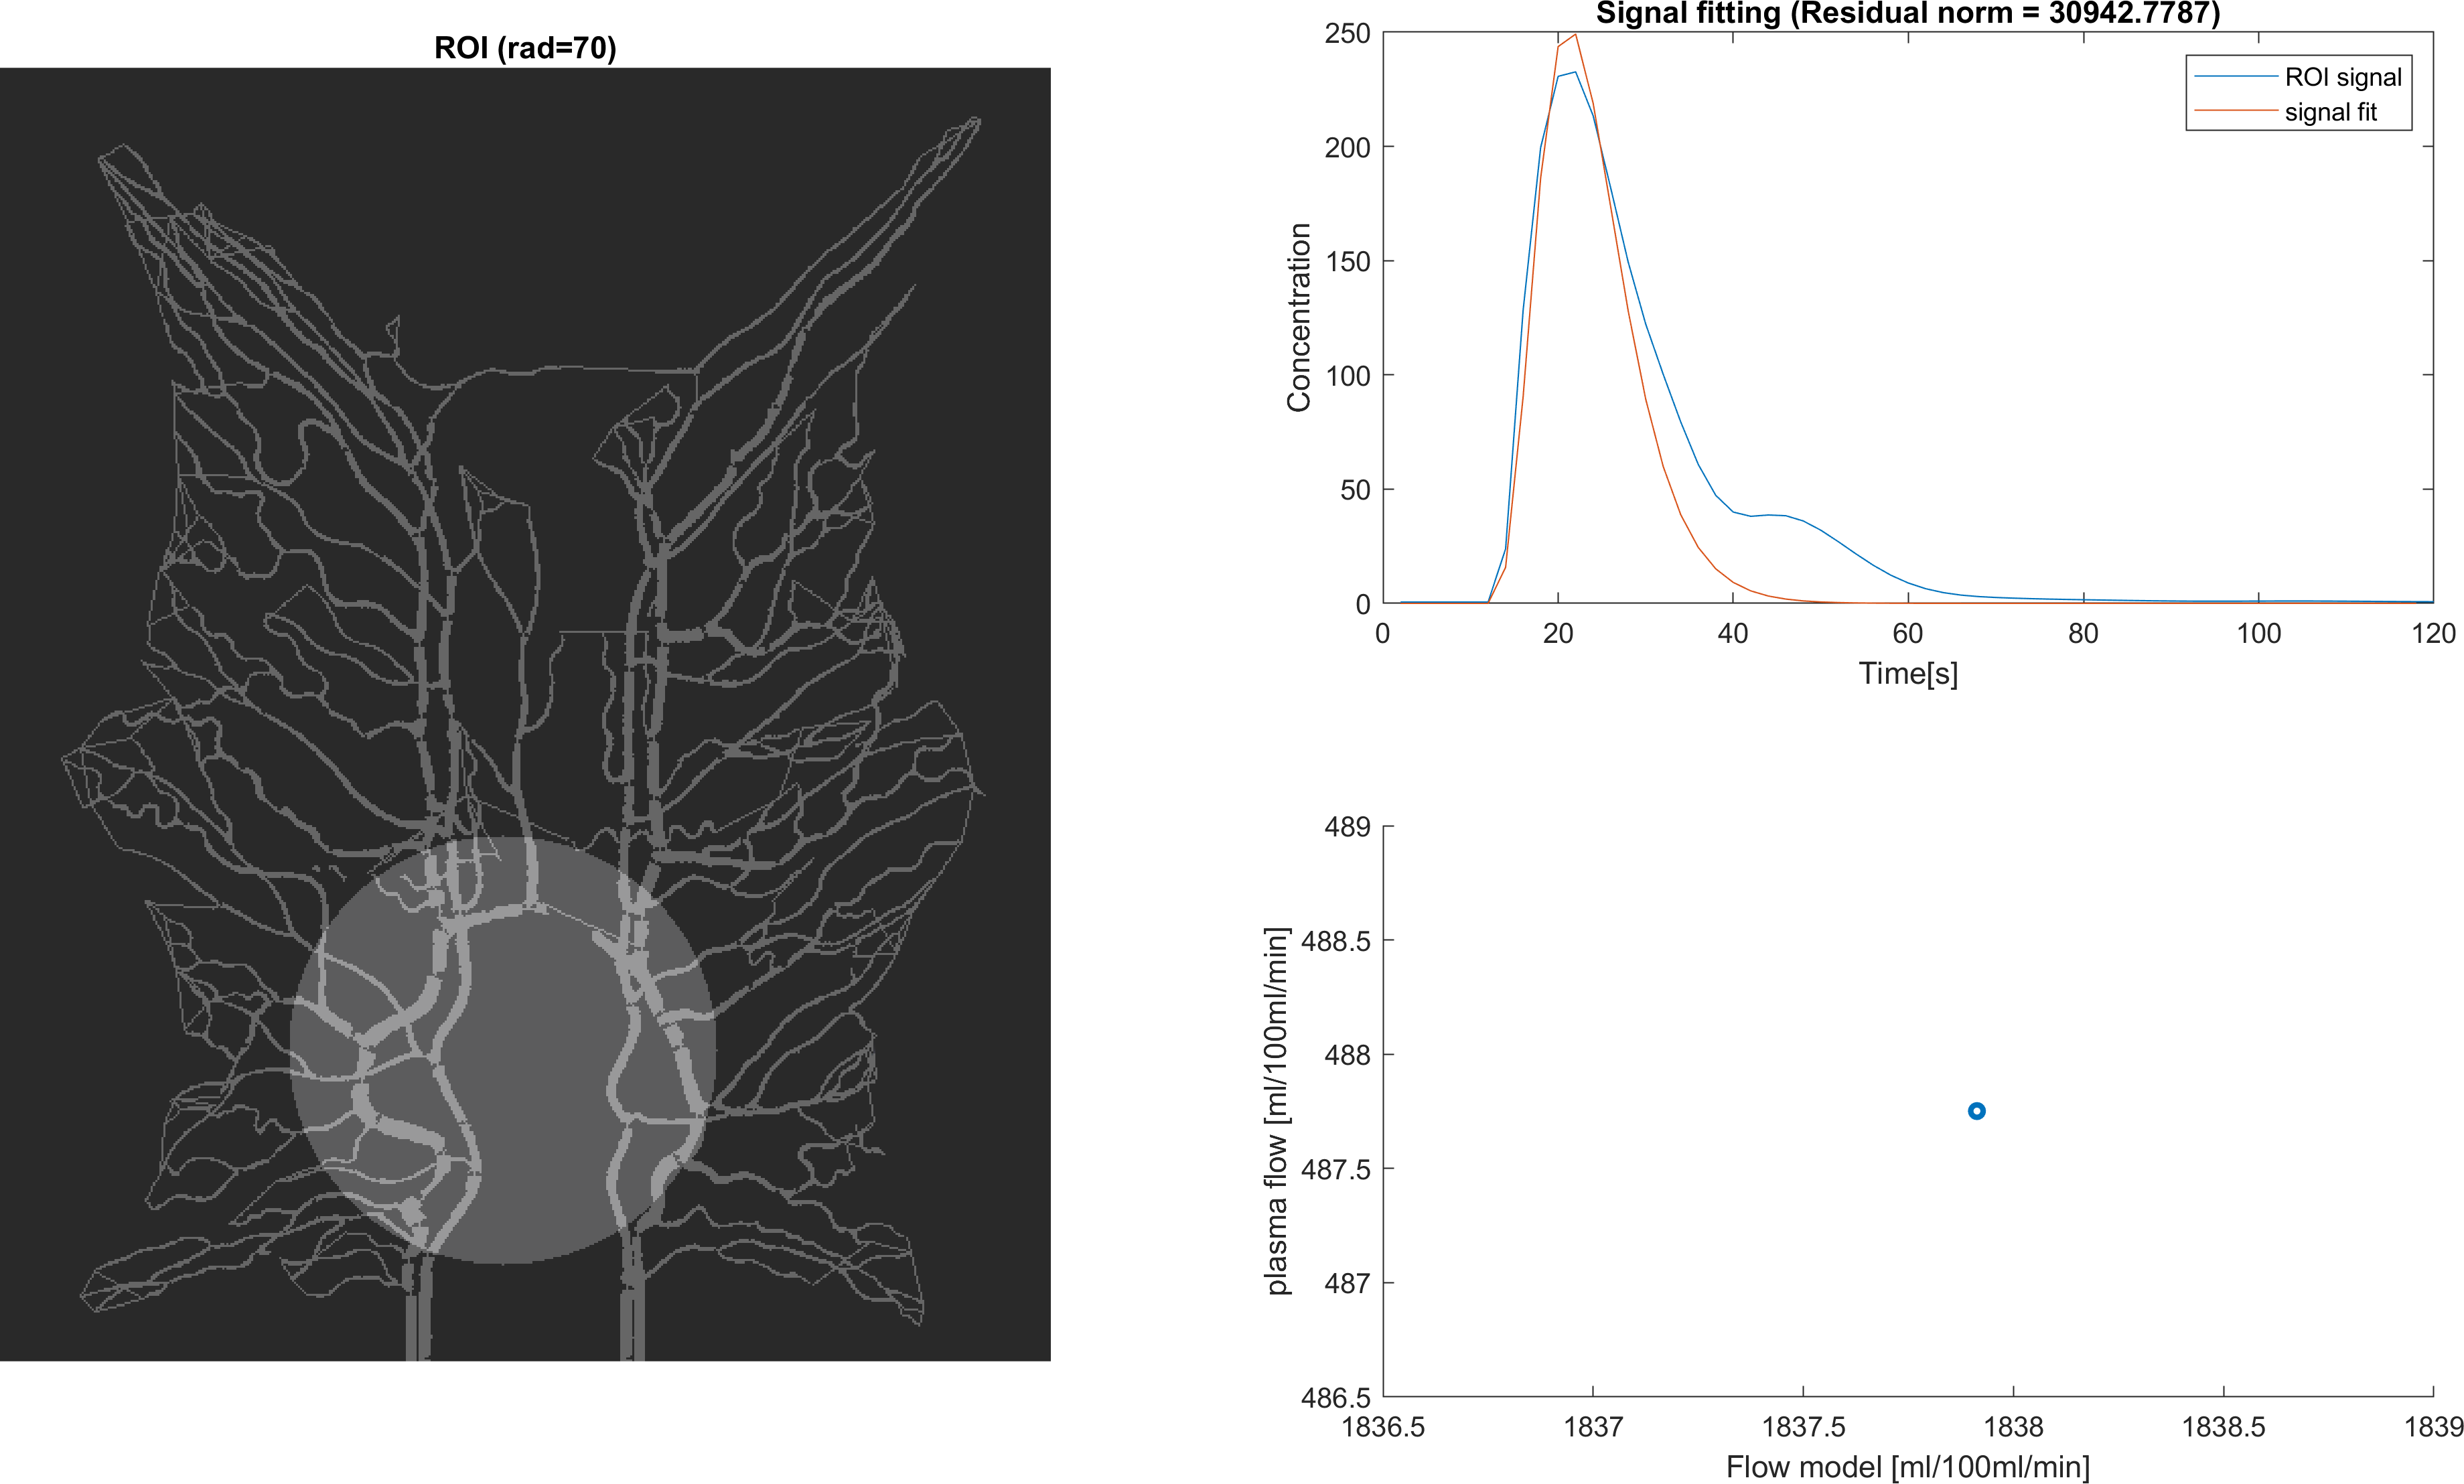 ROI (rad=70)
Signal fitting (Residual norm = 30942.7787)
250
200
150
100
50
0
Concentration
ROI signal
signal fit
0 20 40 60 80 100 120
Time[s]
489
488.5
488
487.5
487
486.5
plasma flow [ml/100ml/min]
1836.5 1837 1837.5 1838 1838.5 1839
Flow model [ml/100ml/min]